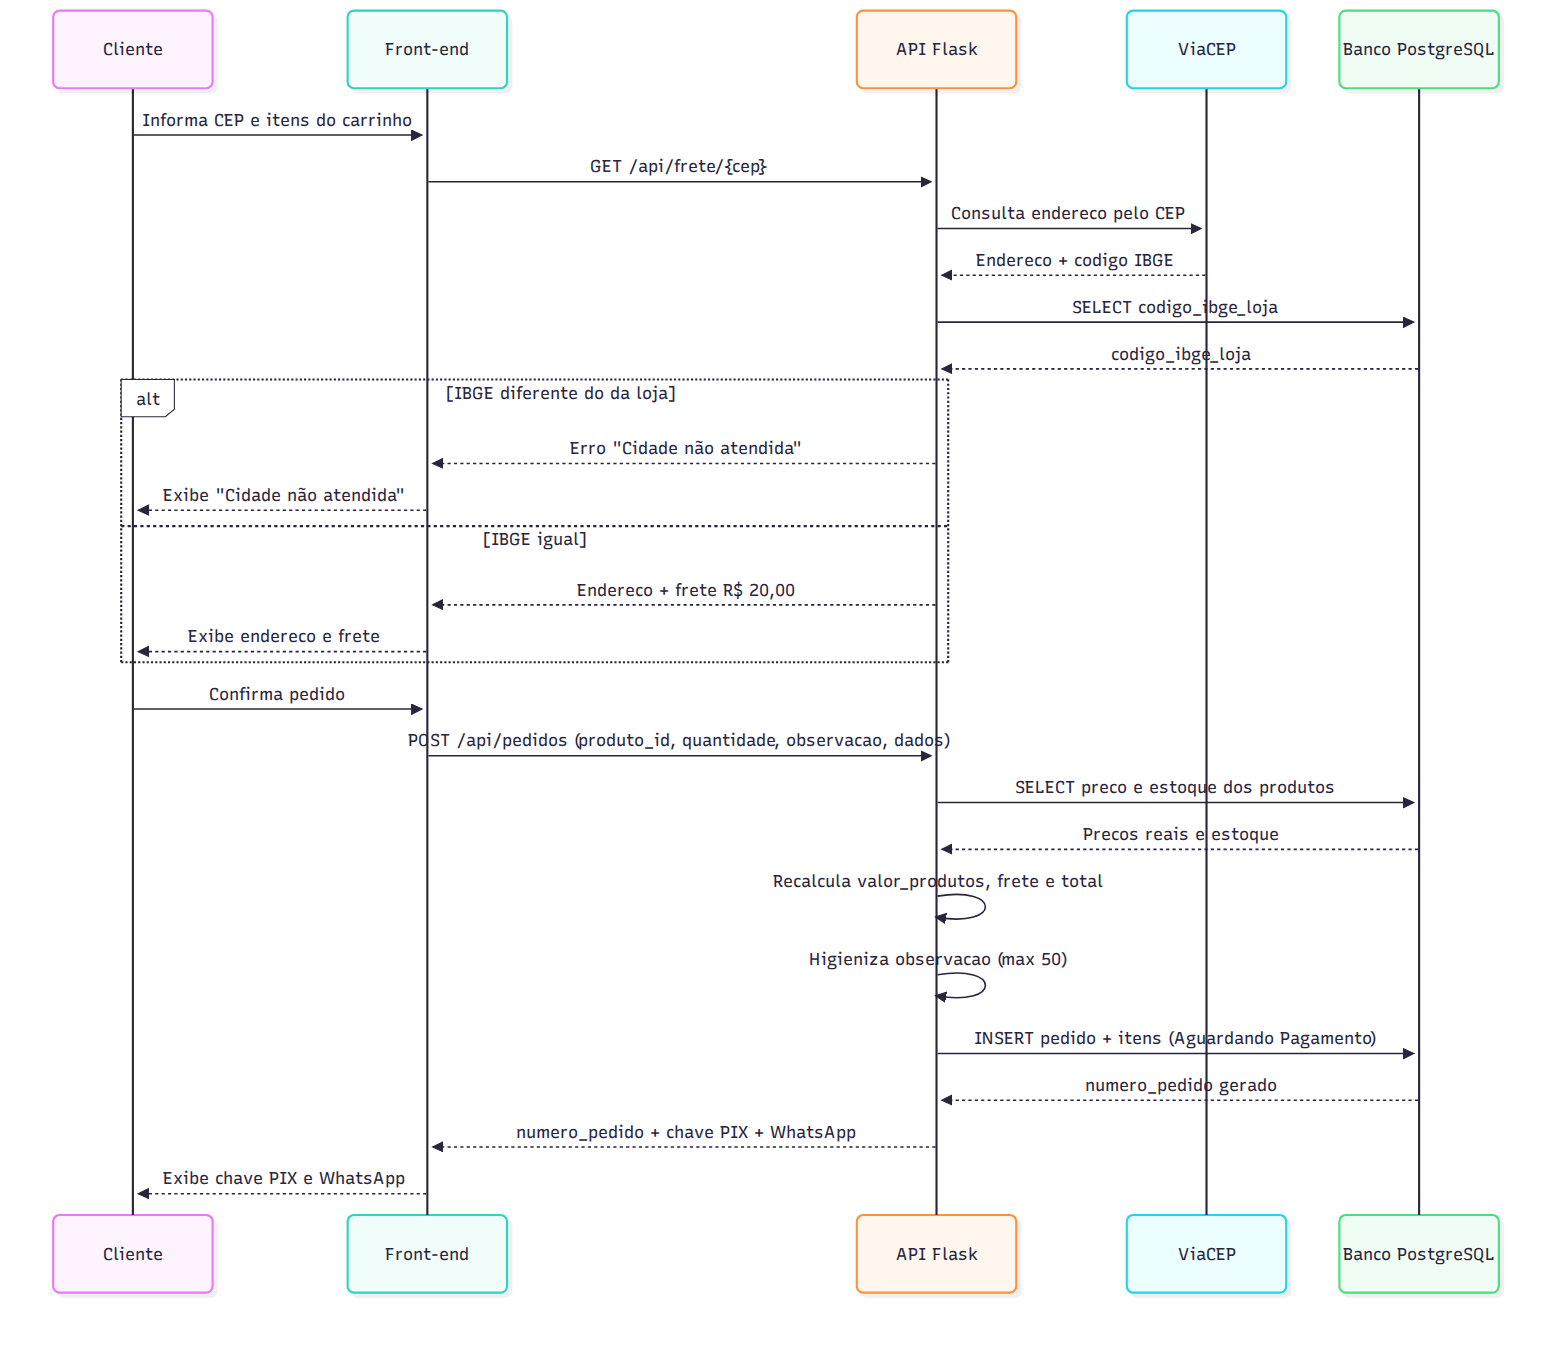 Cliente
Front-end
API Flask
ViaCEP
Banco PostgreSQL
Informa CEP e itens do carrinho
GET /api/frete/{cep}
Consulta endereco pelo CEP
Endereco + codigo IBGE
SELECT codigo_ibge_loja
codigo_ibge_loja
alt
[IBGE diferente do da loja]
Erro "Cidade não atendida"
Exibe "Cidade não atendida"
[IBGE igual]
Endereco + frete R$ 20,00
Exibe endereco e frete
Confirma pedido
POST /api/pedidos (produto_id, quantidade, observacao, dados)
SELECT preco e estoque dos produtos
Precos reais e estoque
Recalcula valor_produtos, frete e total
Higieniza observacao (max 50)
INSERT pedido + itens (Aguardando Pagamento)
numero_pedido gerado
numero_pedido + chave PIX + WhatsApp
Exibe chave PIX e WhatsApp
Cliente
Front-end
API Flask
ViaCEP
Banco PostgreSQL